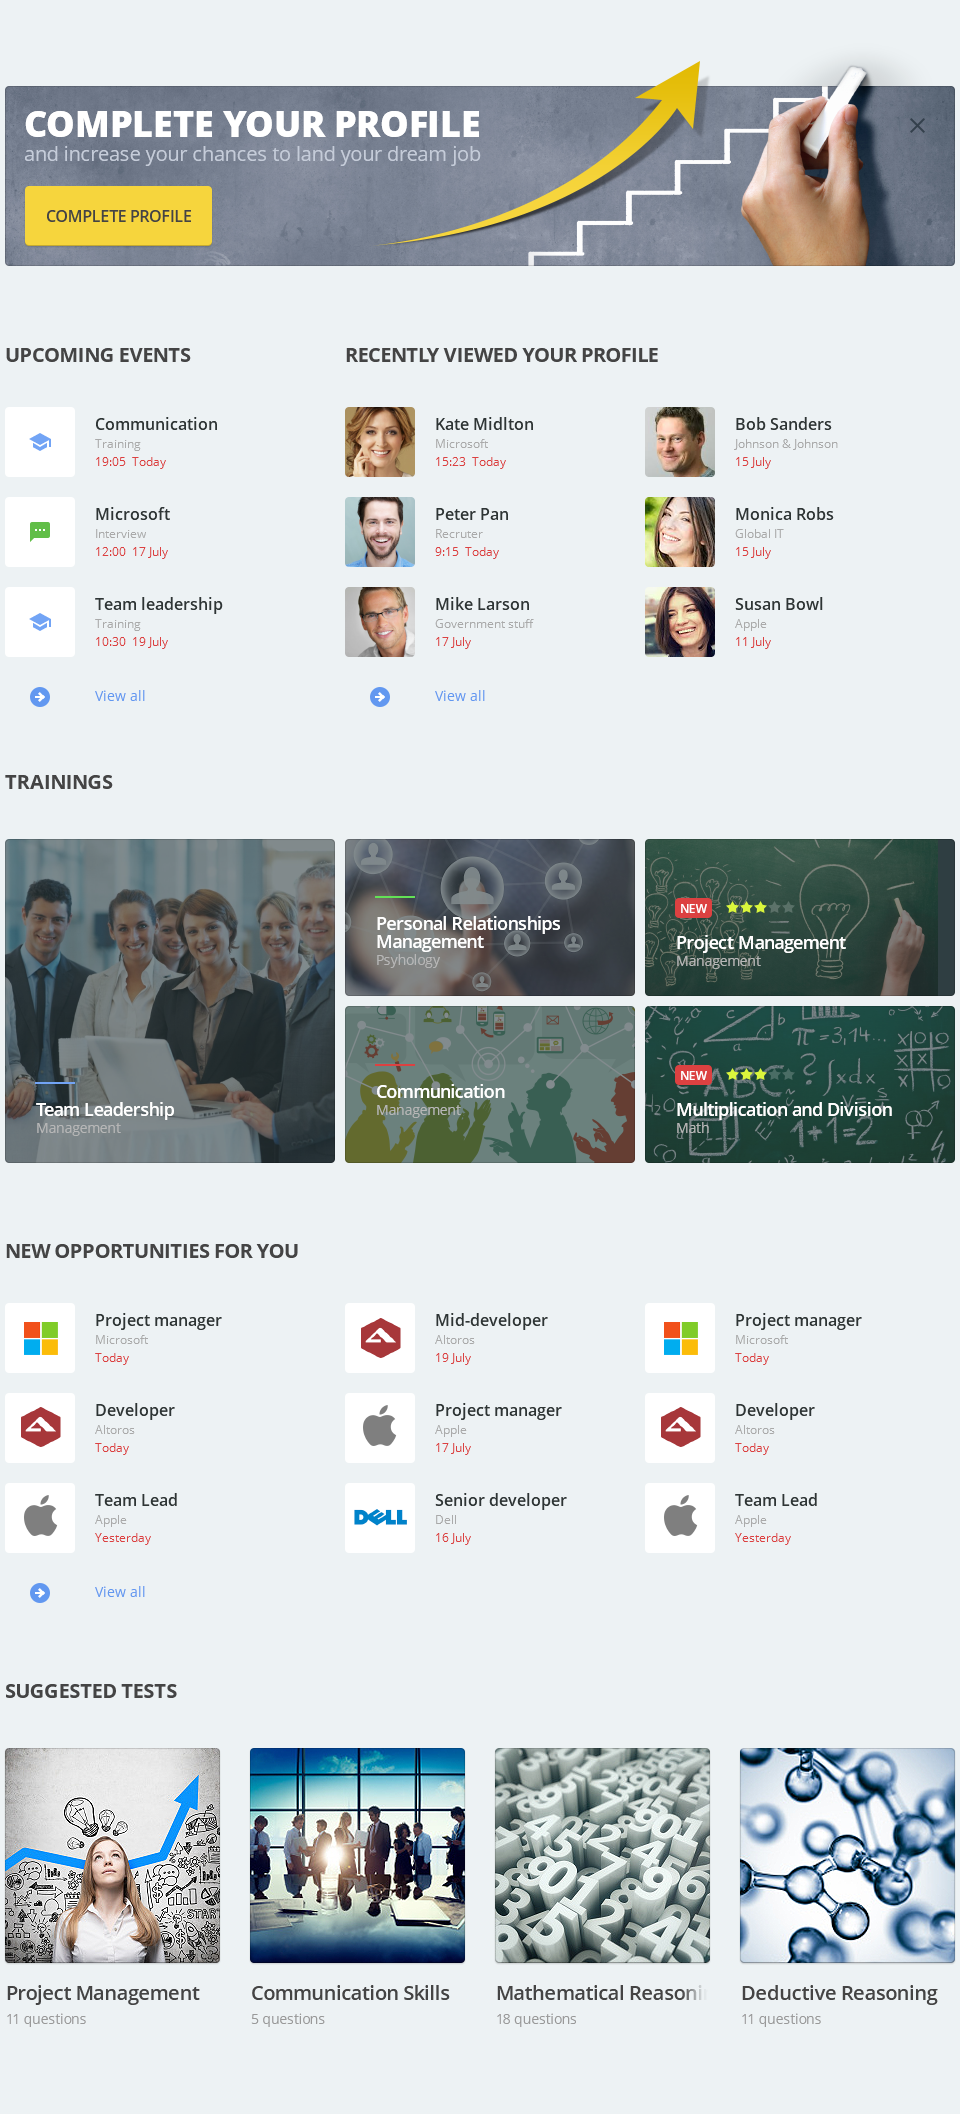 COMPLETE YOUR PROFILE
and increase your chances to land your dream job
COMPLETE PROFILE
UPCOMING EVENTS
Communication
Training
19:05 Today
Microsoft
Interview
12:00 17 July
Team leadership
Training
10:30 19 July
View all
RECENTLY VIEWED YOUR PROFILE
Kate Midlton
Microsoft
15:23 Today
Peter Pan
Recruter
9:15 Today
Mike Larson
Government stuff
17 July
Bob Sanders
Johnson & Johnson
15 July
Monica Robs
Global IT
15 July
Susan Bowl
Apple
11 July
View all
TRAININGS
Team Leadership
Management
Personal Relationships
Management
Psyhology
NEW
Project Management
Management
Communication
Management
π = 3,14...
∫xdx
ABC
1+1=2
NEW
Multiplication and Division
Math
NEW OPPORTUNITIES FOR YOU
Project manager
Microsoft
Today
Developer
Altoros
Today
Team Lead
Apple
Yesterday
View all
Mid-developer
Altoros
19 July
Project manager
Apple
17 July
DELL
Senior developer
Dell
16 July
Project manager
Microsoft
Today
Developer
Altoros
Today
Team Lead
Apple
Yesterday
SUGGESTED TESTS
START
Project Management
11 questions
Communication Skills
5 questions
Mathematical Reasoni
18 questions
Deductive Reasoning
11 questions